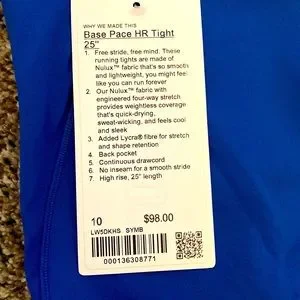 WHY WE MADE THIS
Base Pace HR Tight
25"
1. Free stride, free mind. These
running tights are made of
Nulux™ fabric that's so smooth
and lightweight, you might feel
like you can run forever
2. Our Nulux™ fabric with
engineered four-way stretch
provides weightless coverage
that's quick-drying,
sweat-wicking, and feels cool
and sleek
3. Added Lycra® fibre for stretch
and shape retention
4. Back pocket
5. Continuous drawcord
6. No inseam for a smooth stride
7. High rise, 25" length
10 $98.00
LW5DKHS SYMB
000136308771